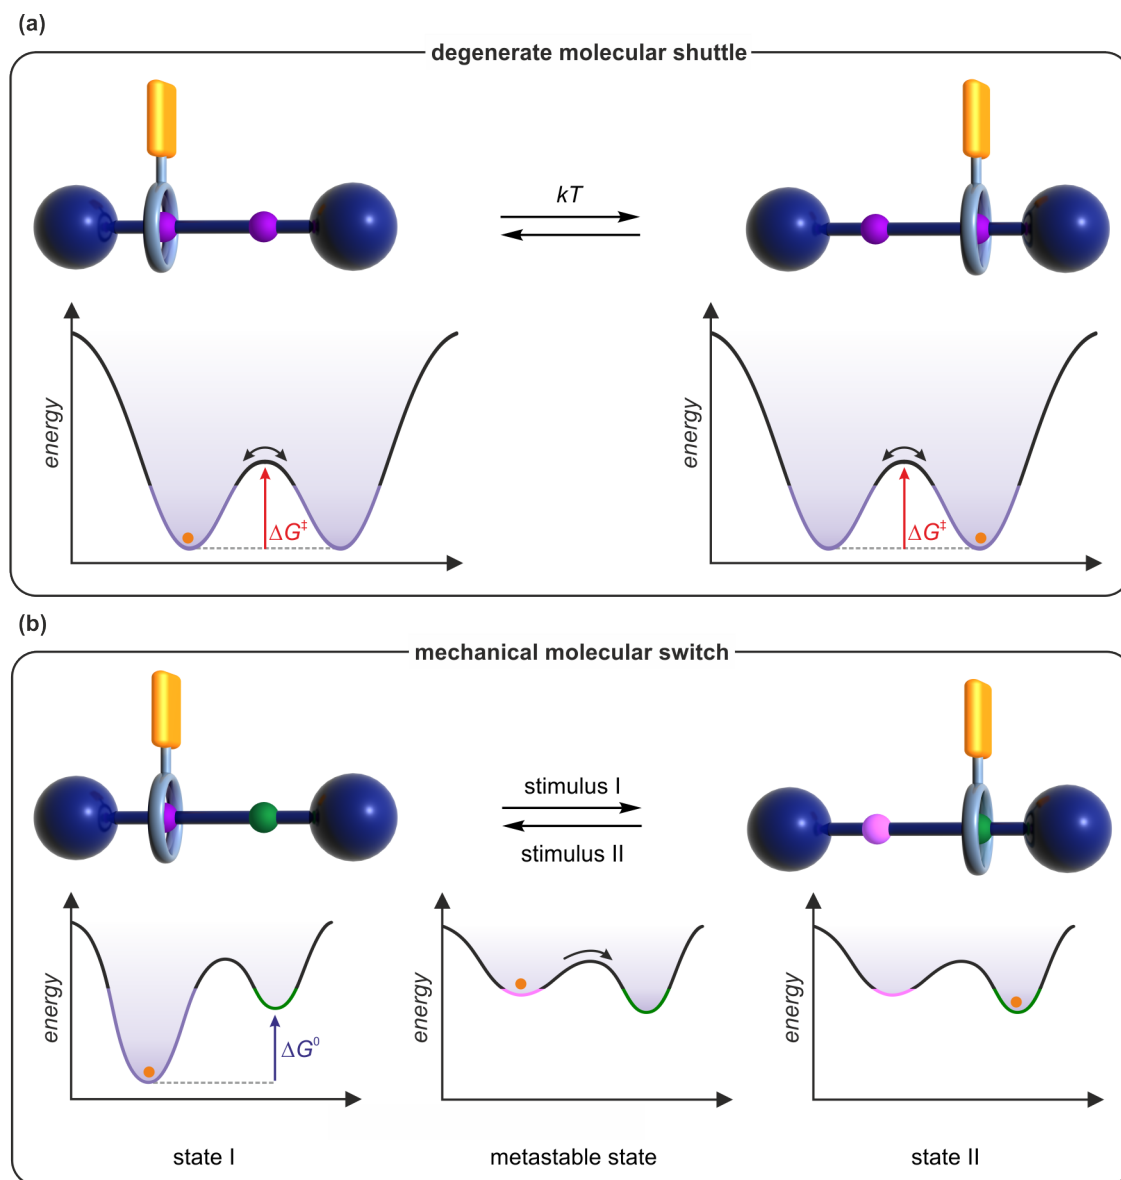 (a)
degenerate molecular shuttle
kT
energy
ΔG‡
energy
ΔG‡
(b)
mechanical molecular switch
stimulus I
stimulus II
energy
ΔG⁰
energy
energy
state I
metastable state
state II